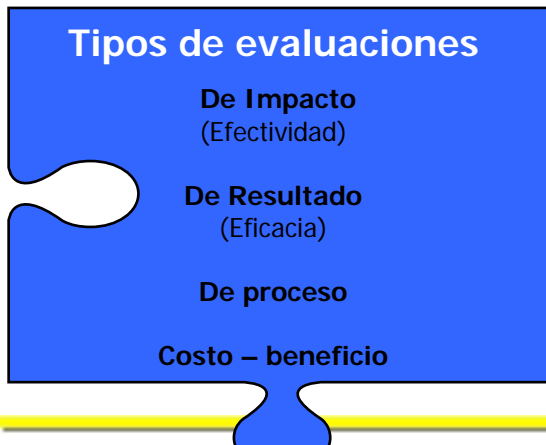 Tipos de evaluaciones
De Impacto
(Efectividad)
De Resultado
(Eficacia)
De proceso
Costo – beneficio